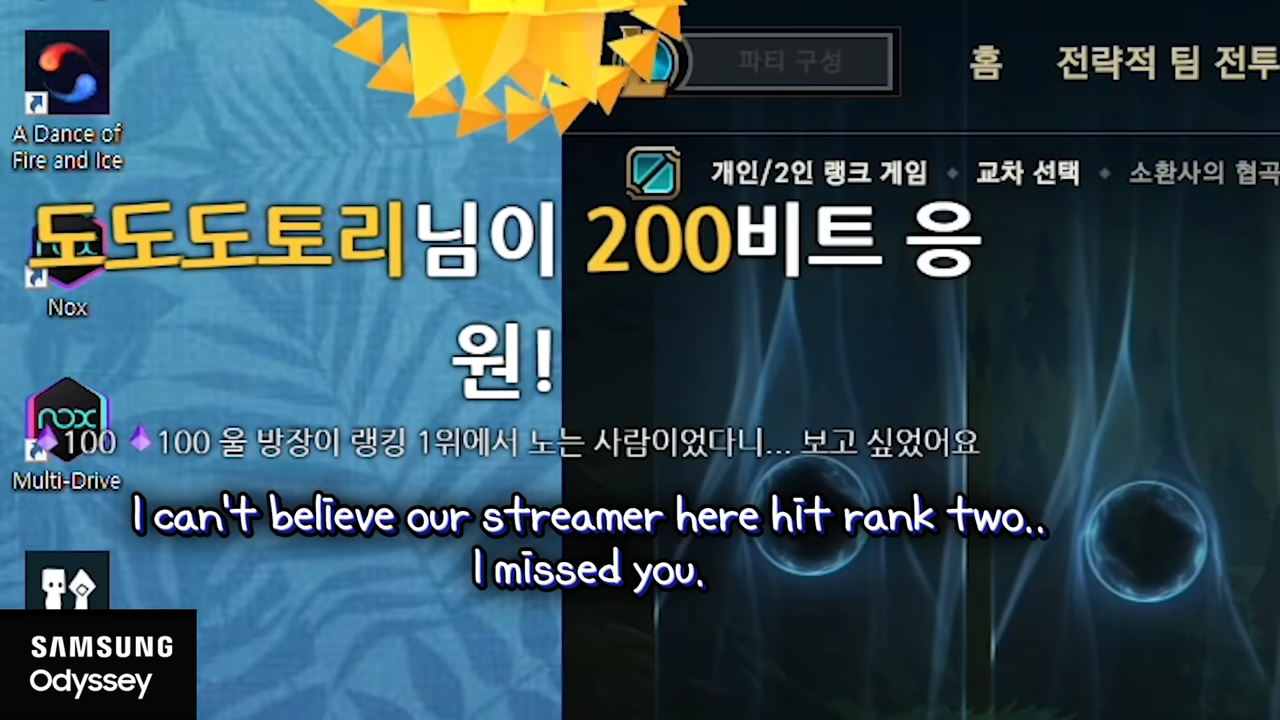 파티 구성
홈
전략적 팀 전투
A Dance of
Fire and Ice
개인/2인 랭크 게임 ◆ 교차 선택 ◆ 소환사의 협곡
도도도토리님이 200비트 응
원!
Nox
nox
100 100 울 방장이 랭킹 1위에서 노는 사람이었다니... 보고 싶었어요
Multi-Drive
I can't believe our streamer here hit rank two..
I missed you.
SAMSUNG
Odyssey